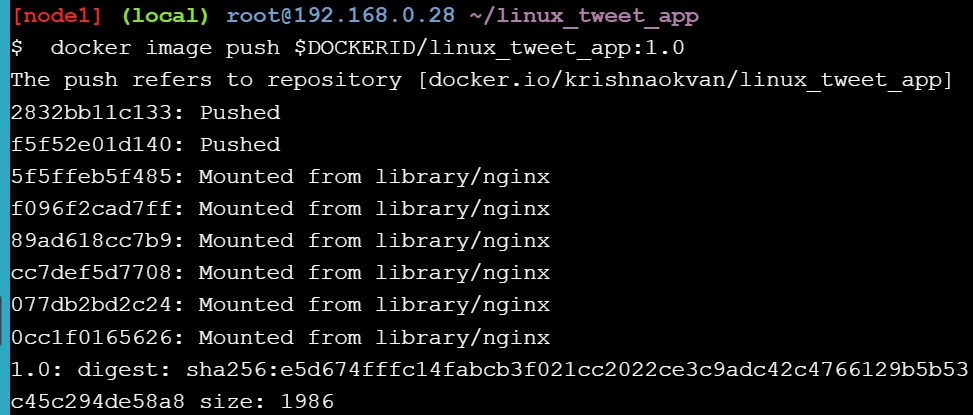 [node1] (local) root@192.168.0.28 ~/linux_tweet_app
$  docker image push $DOCKERID/linux_tweet_app:1.0
The push refers to repository [docker.io/krishnaokvan/linux_tweet_app]
2832bb11c133: Pushed
f5f52e01d140: Pushed
5f5ffeb5f485: Mounted from library/nginx
f096f2cad7ff: Mounted from library/nginx
89ad618cc7b9: Mounted from library/nginx
cc7def5d7708: Mounted from library/nginx
077db2bd2c24: Mounted from library/nginx
0cc1f0165626: Mounted from library/nginx
1.0: digest: sha256:e5d674fffc14fabcb3f021cc2022ce3c9adc42c4766129b5b53
c45c294de58a8 size: 1986